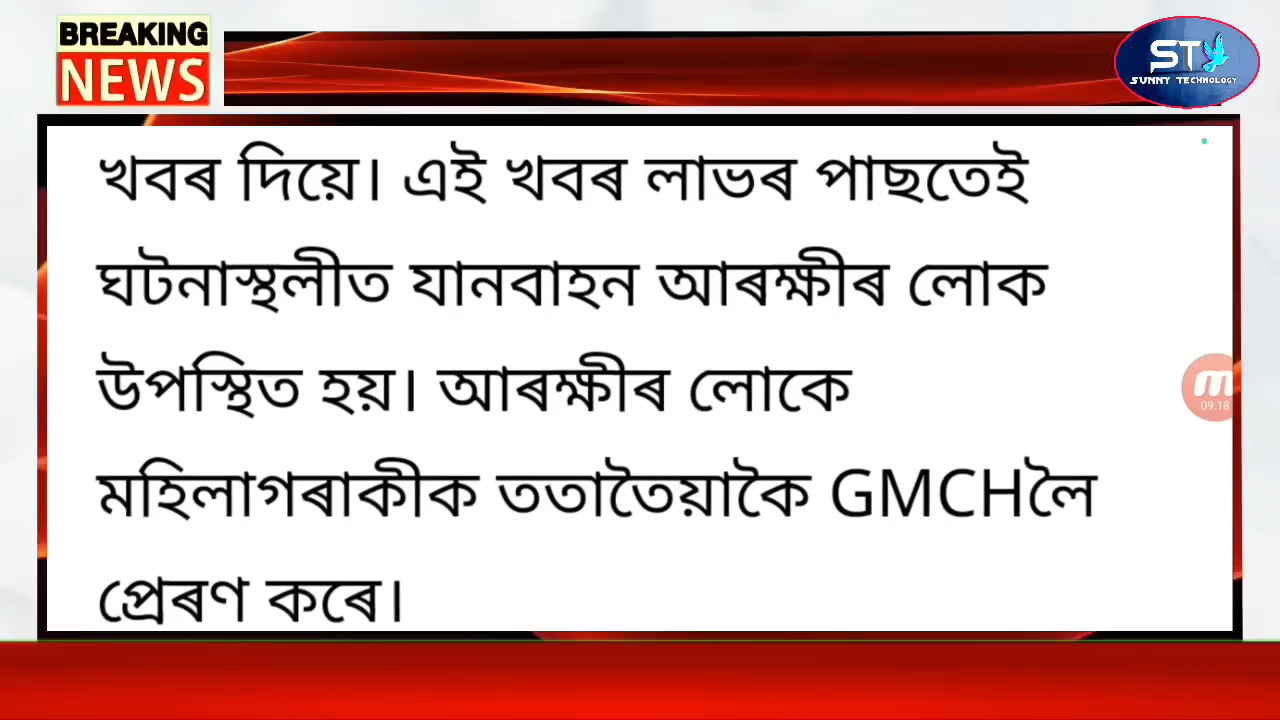 BREAKING
NEWS
ST
SUNNY TECHNOLOGY
খবৰ দিয়ে। এই খবৰ লাভৰ পাছতেই
ঘটনাস্থলীত যানবাহন আৰক্ষীৰ লোক
উপস্থিত হয়। আৰক্ষীৰ লোকে
মহিলাগৰাকীক ততাতৈয়াকৈ GMCHলৈ
প্ৰেৰণ কৰে।
09:18